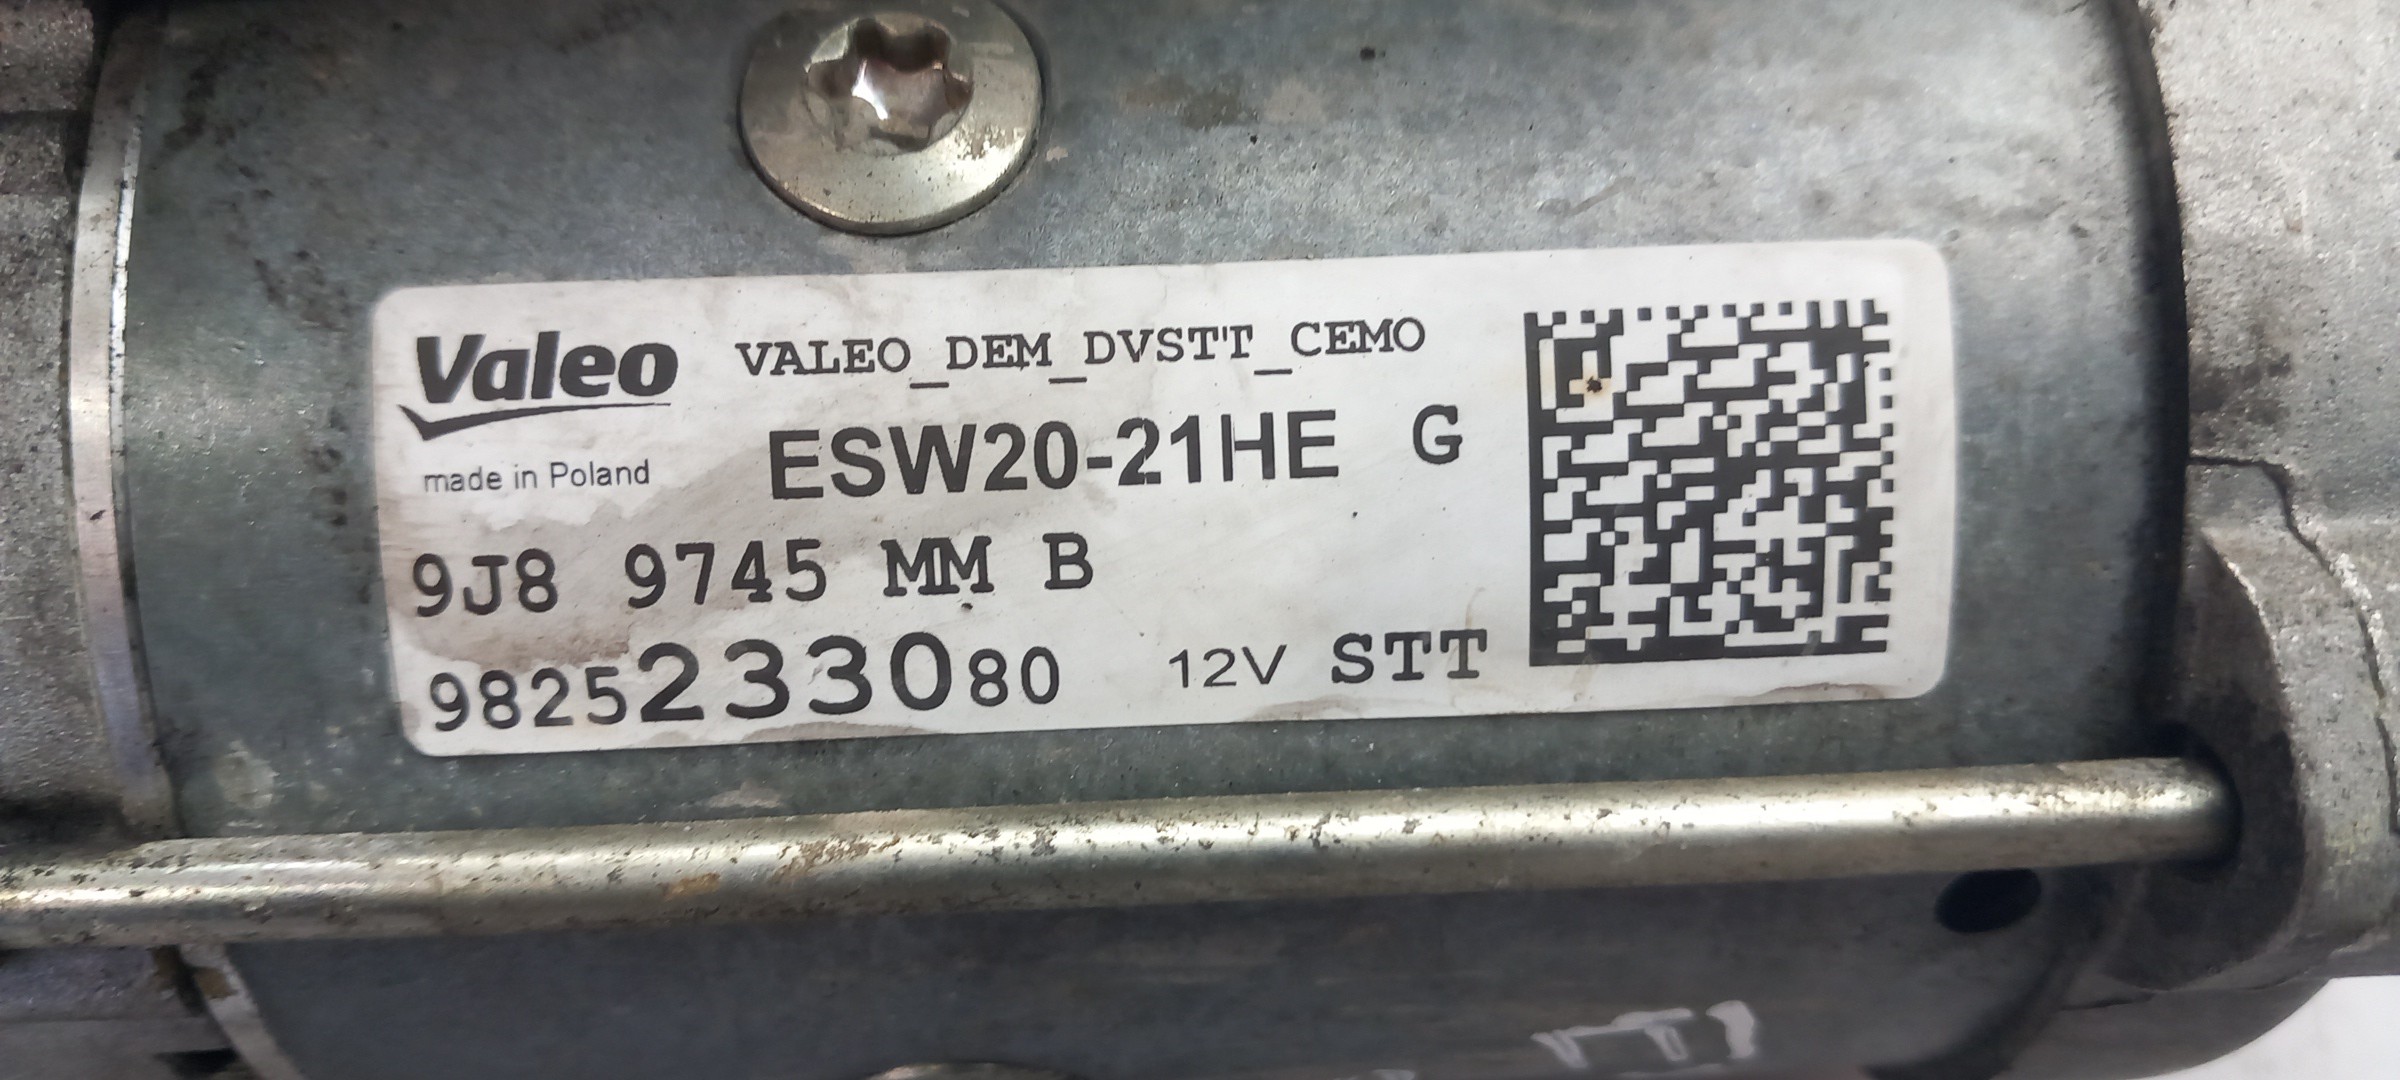 Valeo VALEO_DEM_DVSTT_CEMO
made in Poland ESW20-21HE G
9J8 9745 MM B
9825233080 12V STT